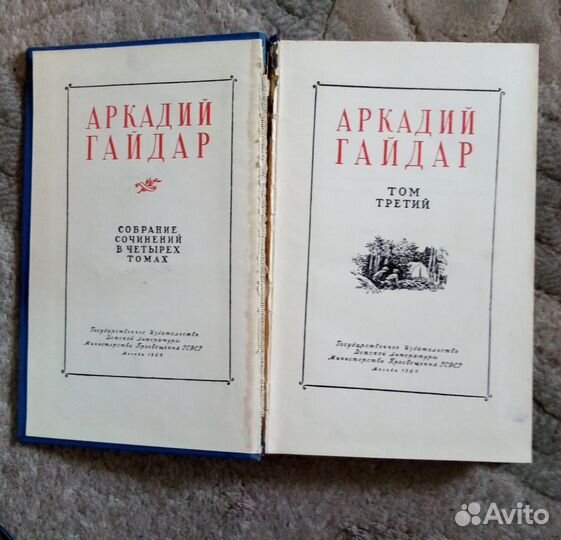 АРКАДИЙ
ГАЙДАР
СОБРАНИЕ
СОЧИНЕНИЙ
В ЧЕТЫРЕХ
ТОМАХ
Государственное Издательство
Детской Литературы
Министерства Просвещения РСФСР
Москва
АРКАДИЙ
ГАЙДАР
ТОМ
ТРЕТИЙ
Государственное Издательство
Детской Литературы
Министерства Просвещения РСФСР
Москва
Avito